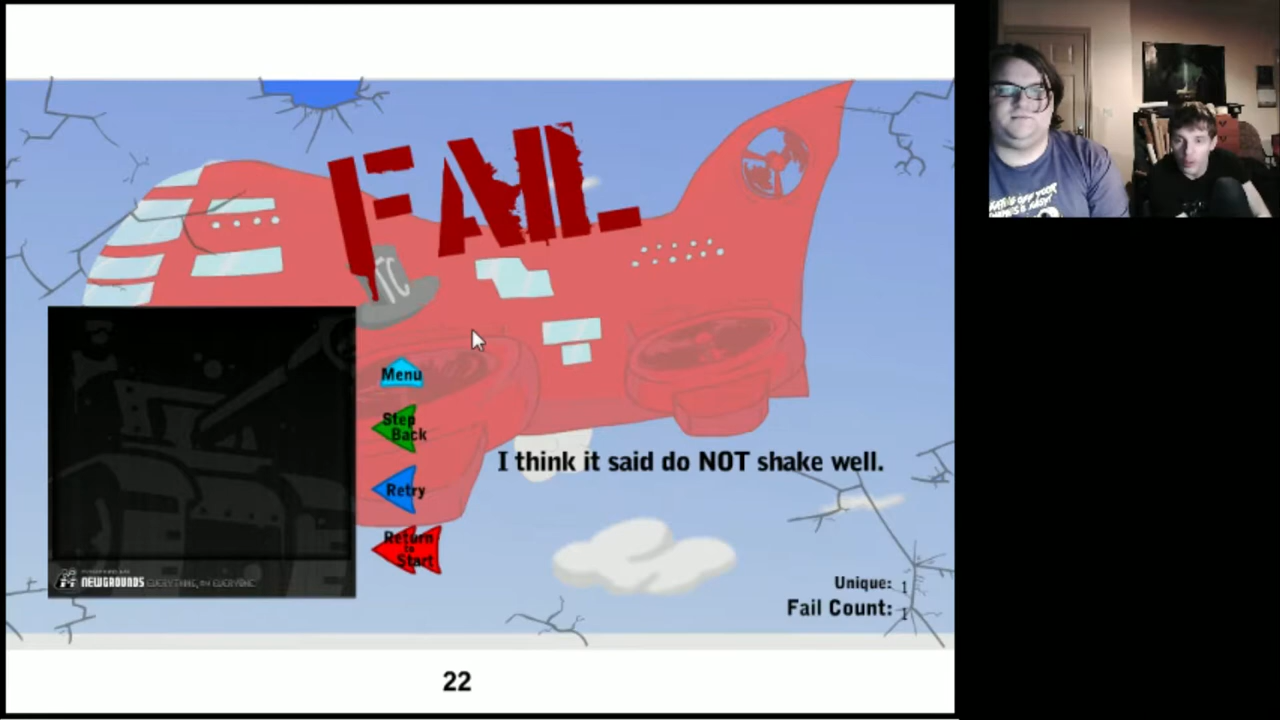 FAIL
TC
Menu
Step
Back
I think it said do NOT shake well.
Retry
Return
to
Start
NEWGROUNDS
Unique: 1
Fail Count: 1
22